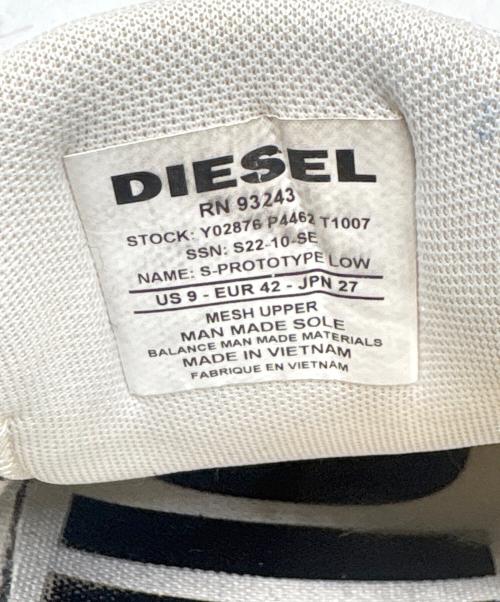 DIESEL
RN 93243
STOCK: Y02876 P4462 T1007
SSN: S22-10-SE
NAME: S-PROTOTYPE LOW
US 9 - EUR 42 - JPN 27
MESH UPPER
MAN MADE SOLE
BALANCE MAN MADE MATERIALS
MADE IN VIETNAM
FABRIQUE EN VIETNAM